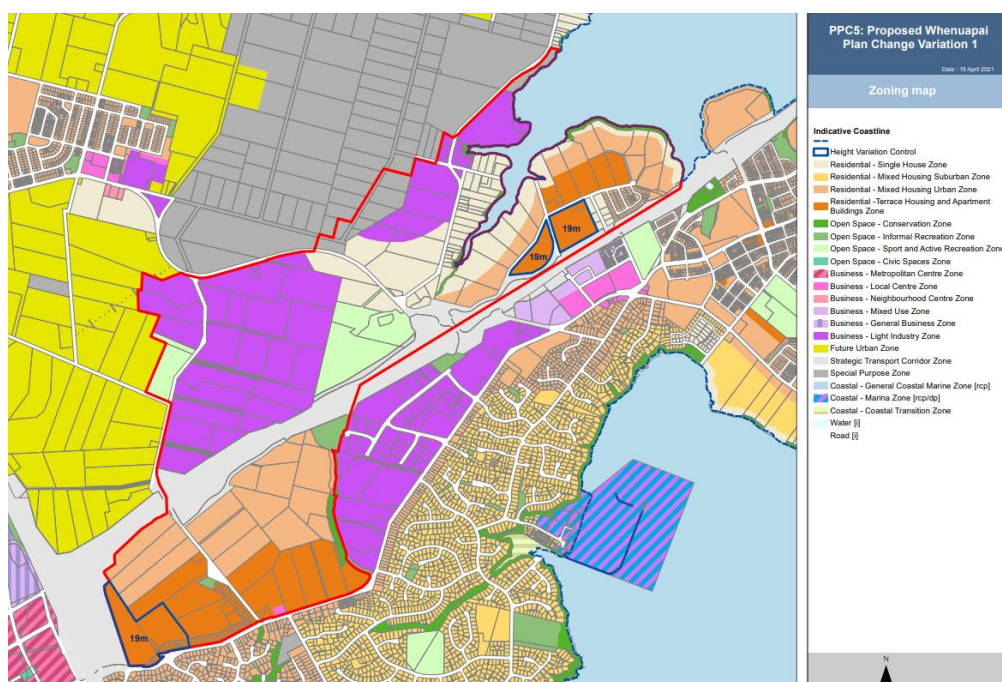 PPC5: Proposed Whenuapai
Plan Change Variation 1
Date : 16 April 2021
Zoning map
Indicative Coastline
Height Variation Control
Residential - Single House Zone
Residential - Mixed Housing Suburban Zone
Residential - Mixed Housing Urban Zone
Residential -Terrace Housing and Apartment
Buildings Zone
Open Space - Conservation Zone
Open Space - Informal Recreation Zone
Open Space - Sport and Active Recreation Zone
Open Space - Civic Spaces Zone
Business - Metropolitan Centre Zone
Business - Local Centre Zone
Business - Neighbourhood Centre Zone
Business - Mixed Use Zone
Business - General Business Zone
Business - Light Industry Zone
Future Urban Zone
Strategic Transport Corridor Zone
Special Purpose Zone
Coastal - General Coastal Marine Zone [rcp]
Coastal - Marina Zone [rcp/dp]
Coastal - Coastal Transition Zone
Water [i]
Road [i]
N
19m
19m
19m